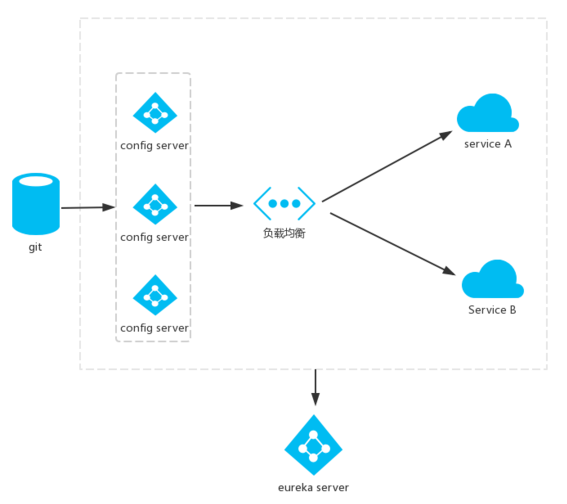 config server
service A
git
config server
负载均衡
config server
Service B
eureka server